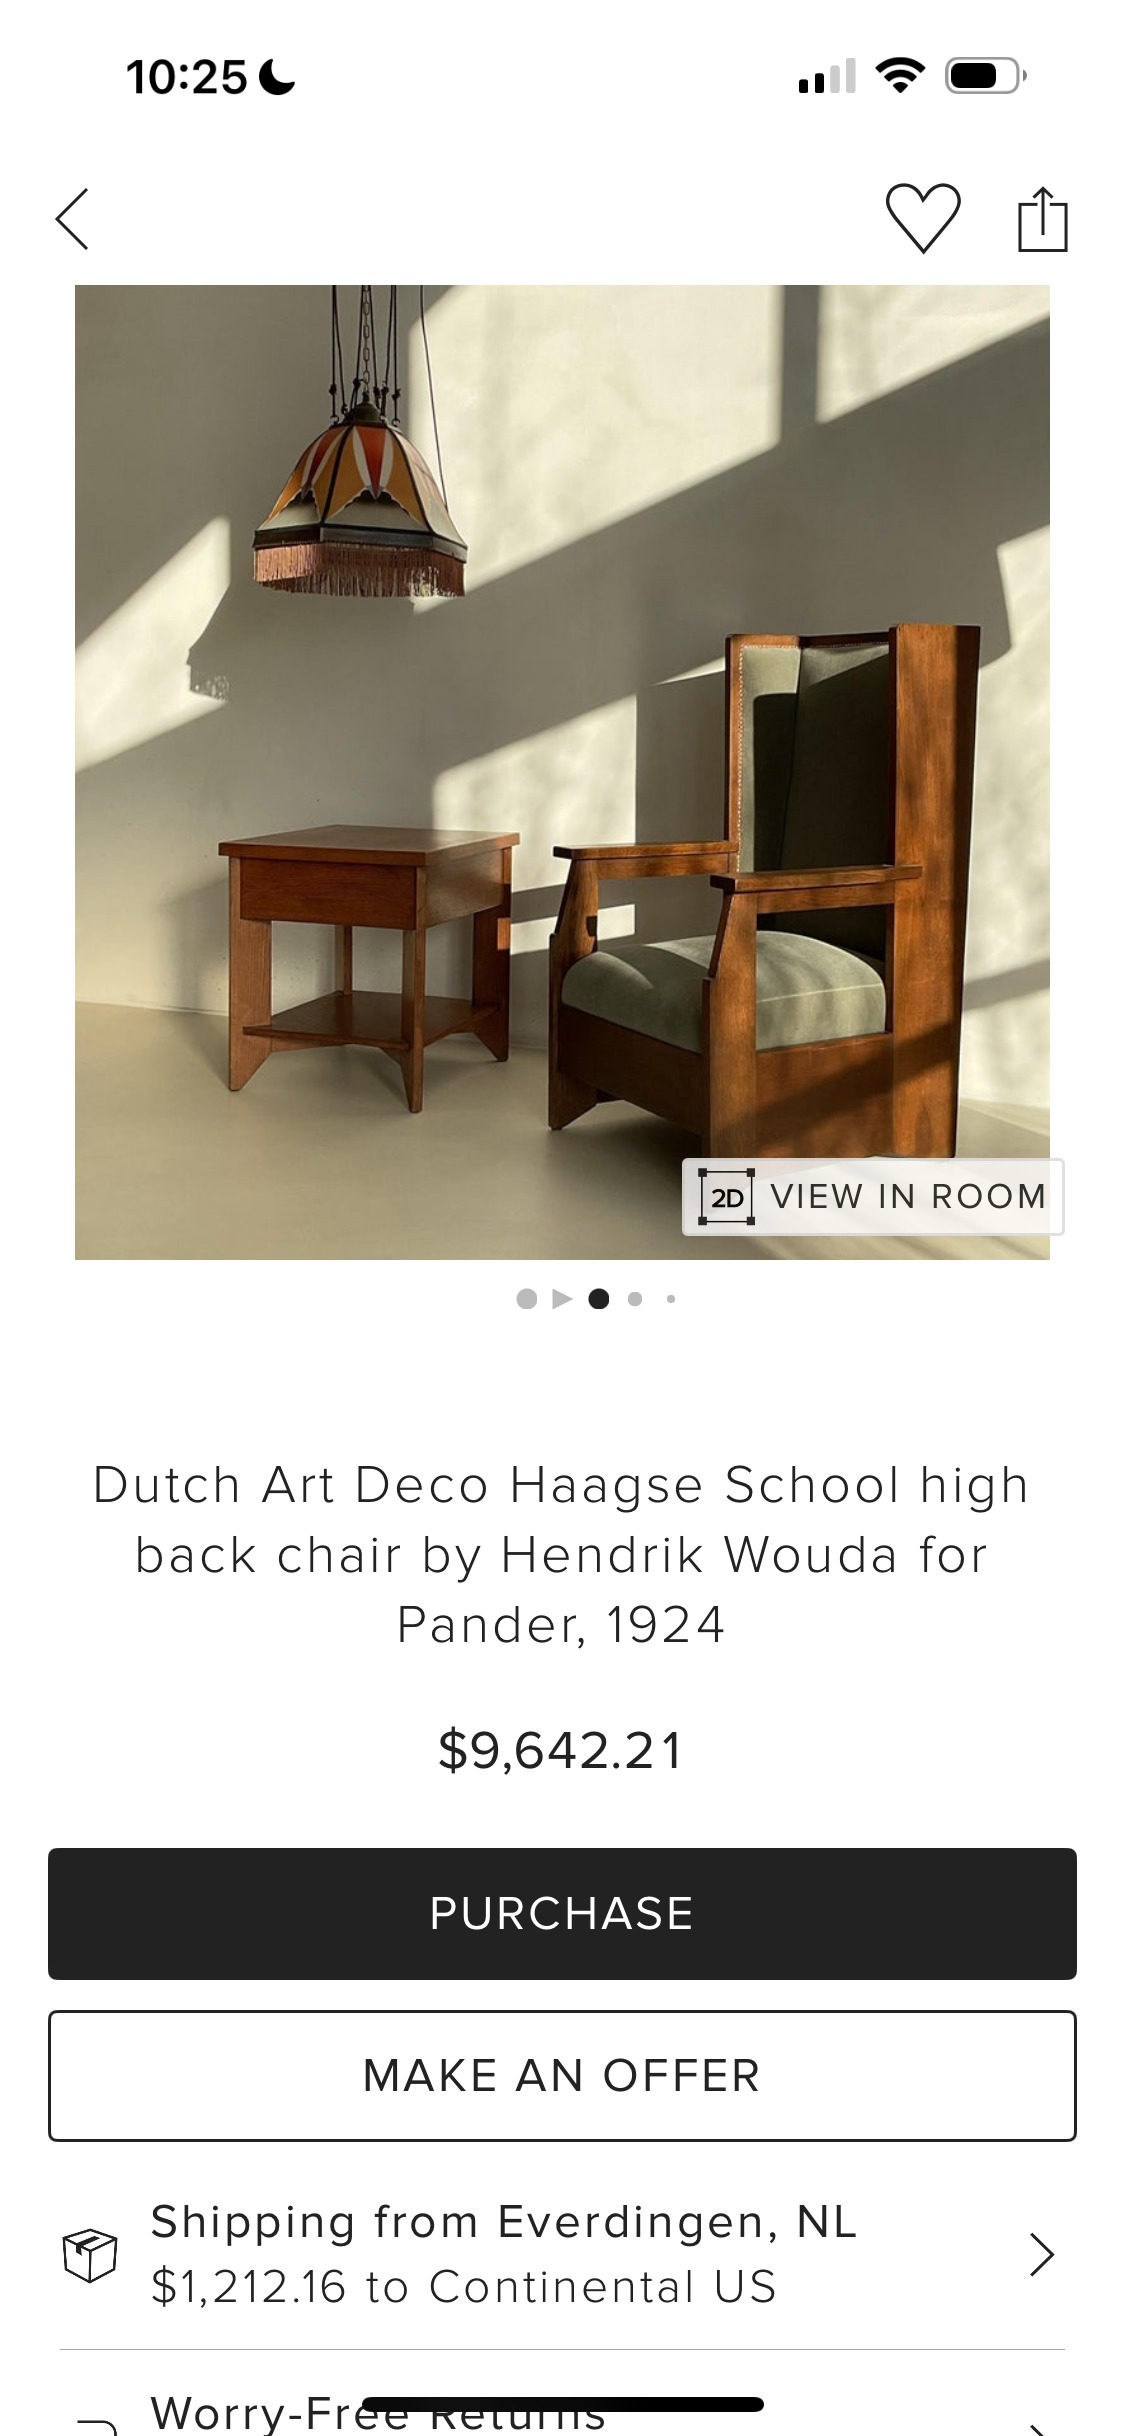 10:25
2D VIEW IN ROOM
Dutch Art Deco Haagse School high
back chair by Hendrik Wouda for
Pander, 1924
$9,642.21
PURCHASE
MAKE AN OFFER
Shipping from Everdingen, NL
$1,212.16 to Continental US
Worry-Free Returns